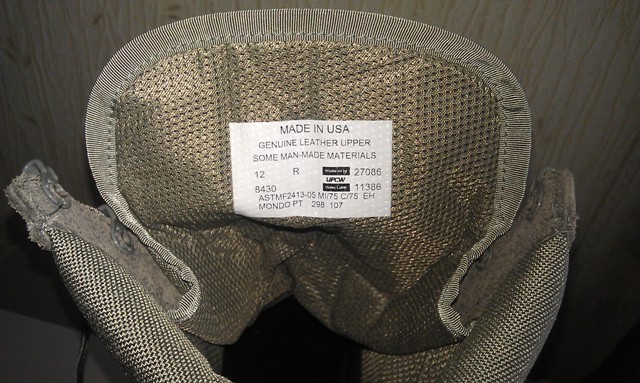 MADE IN USA
GENUINE LEATHER UPPER
SOME MAN-MADE MATERIALS
12 R 27086
UFCW
8430 11386
ASTMF2413-05 MI/75 C/75 EH
MONDO PT 298 107